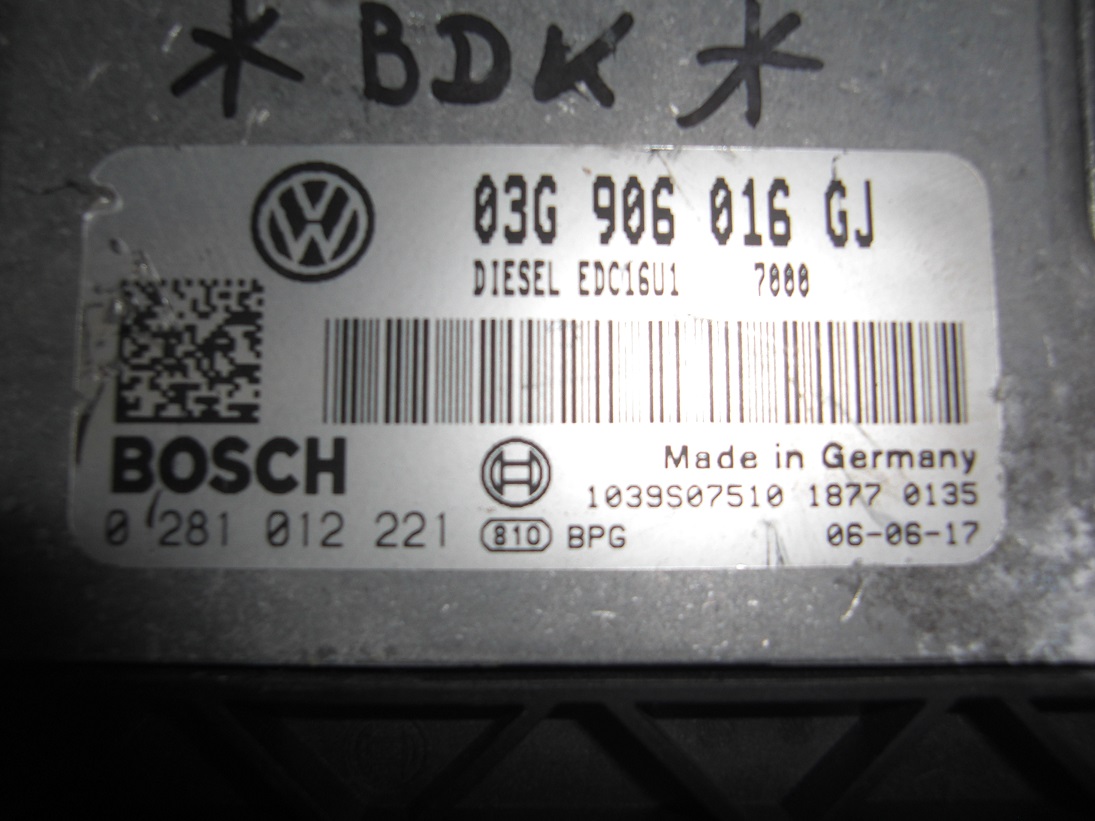 * BDK *
03G 906 016 GJ
DIESEL EDC16U1 7000
BOSCH
Made in Germany
1039S07510 1877 0135
0 281 012 221 810 BPG 06-06-17